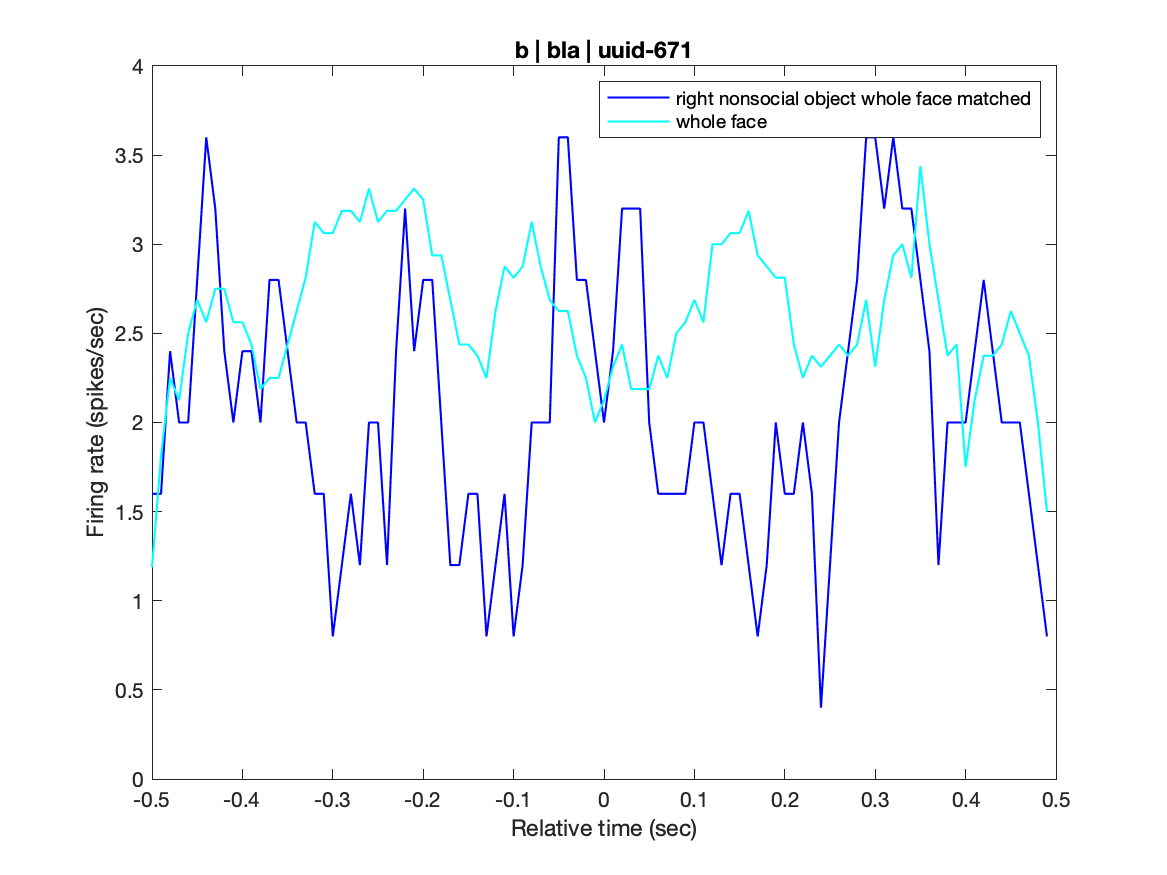 b | bla | uuid-671
right nonsocial object whole face matched
whole face
Firing rate (spikes/sec)
4
3.5
3
2.5
2
1.5
1
0.5
0
-0.5 -0.4 -0.3 -0.2 -0.1 0 0.1 0.2 0.3 0.4 0.5
Relative time (sec)